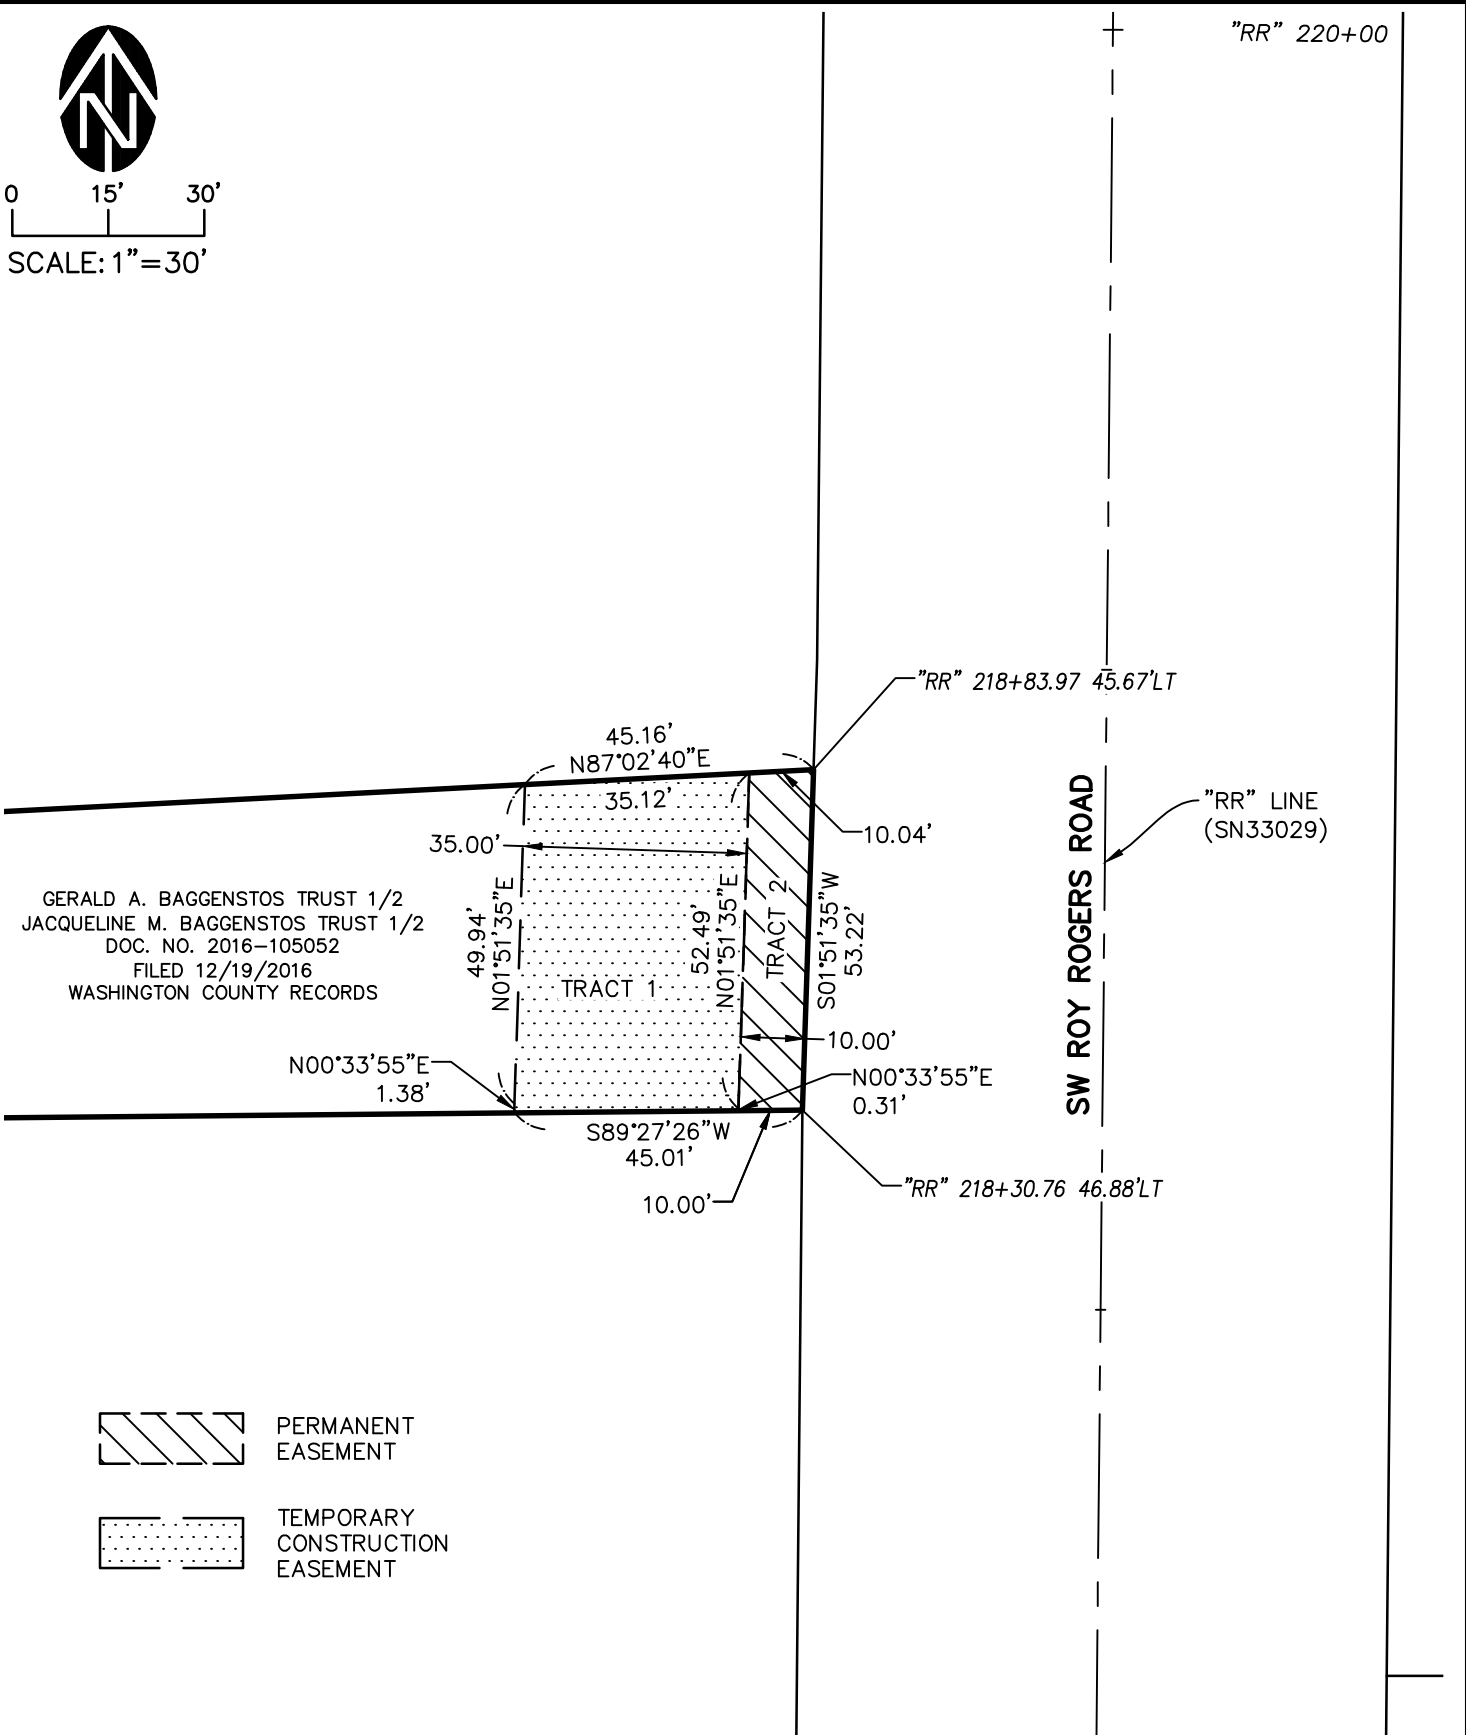 "RR" 220+00
N
0 15' 30'
SCALE: 1"=30'
"RR" 218+83.97 45.67'LT
45.16'
N87°02'40"E
35.12'
10.04'
35.00'
"RR" LINE
(SN33029)
SW ROY ROGERS ROAD
GERALD A. BAGGENSTOS TRUST 1/2
JACQUELINE M. BAGGENSTOS TRUST 1/2
DOC. NO. 2016-105052
FILED 12/19/2016
WASHINGTON COUNTY RECORDS
49.94'
N01°51'35"E
TRACT 1
52.49'
N01°51'35"E
TRACT 2
S01°51'35"W
53.22'
10.00'
N00°33'55"E
1.38'
N00°33'55"E
0.31'
S89°27'26"W
45.01'
10.00'
"RR" 218+30.76 46.88'LT
PERMANENT
EASEMENT
TEMPORARY
CONSTRUCTION
EASEMENT